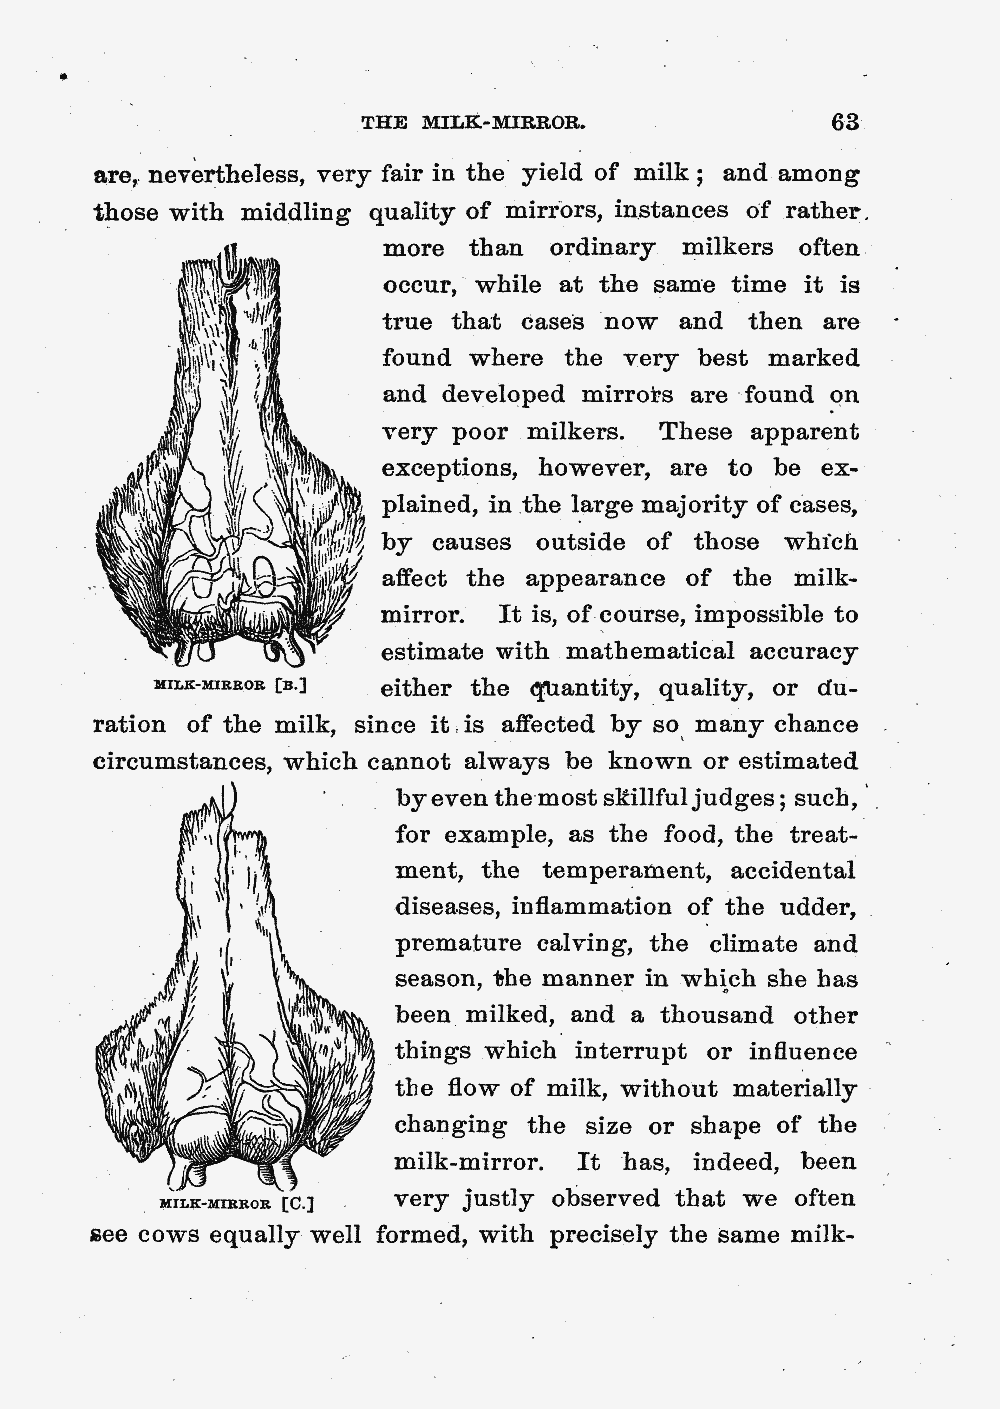 THE MILK-MIRROR. 63
are, nevertheless, very fair in the yield of milk; and among
those with middling quality of mirrors, instances of rather
more than ordinary milkers often
occur, while at the same time it is
true that cases now and then are
found where the very best marked
and developed mirrors are found on
very poor milkers. These apparent
exceptions, however, are to be ex-
plained, in the large majority of cases,
by causes outside of those which
affect the appearance of the milk-
mirror. It is, of course, impossible to
estimate with mathematical accuracy
either the quantity, quality, or du-
MILK-MIRROR [B.]
ration of the milk, since it is affected by so many chance
circumstances, which cannot always be known or estimated
by even the most skillful judges; such,
for example, as the food, the treat-
ment, the temperament, accidental
diseases, inflammation of the udder,
premature calving, the climate and
season, the manner in which she has
been milked, and a thousand other
things which interrupt or influence
the flow of milk, without materially
changing the size or shape of the
milk-mirror. It has, indeed, been
very justly observed that we often
MILK-MIRROR [C.]
see cows equally well formed, with precisely the same milk-